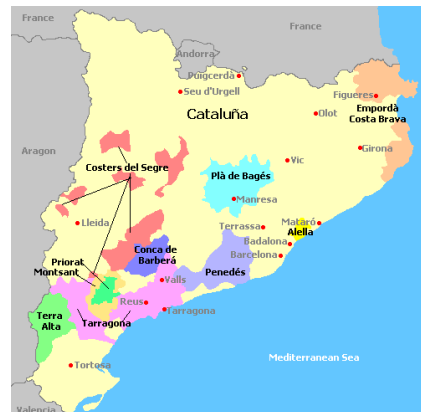 France
France
Andorra
Puigcerdá
Seu d'Urgell
Figueres
Cataluña
Empordà
Costa Brava
Olot
Aragon
Girona
Vic
Costers del Segre
Plà de Bagés
Manresa
Lleida
Mataró
Terrassa
Alella
Badalona
Conca de
Barberá
Barcelona
Priorat
Montsant
Penedés
Valls
Reus
Tarragona
Terra
Alta
Tarragona
Mediterranean Sea
Tortosa
Valencia